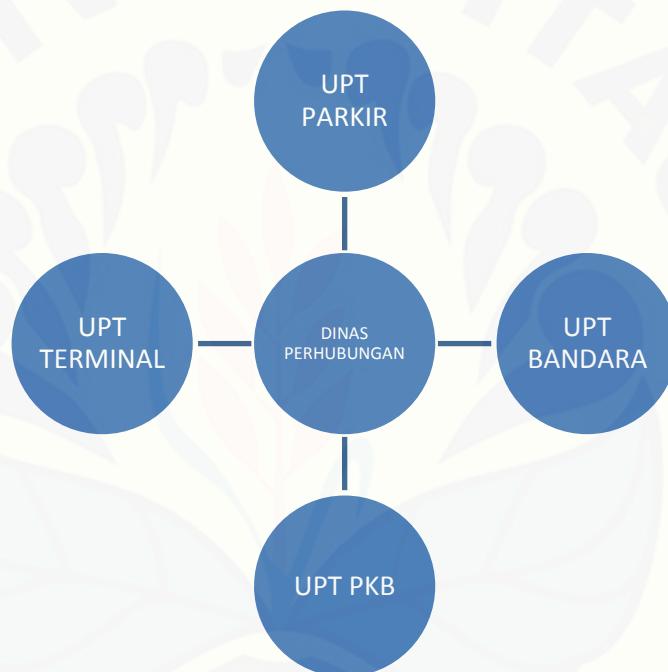 UPT
PARKIR
UPT
TERMINAL
DINAS
PERHUBUNGAN
UPT
BANDARA
UPT PKB